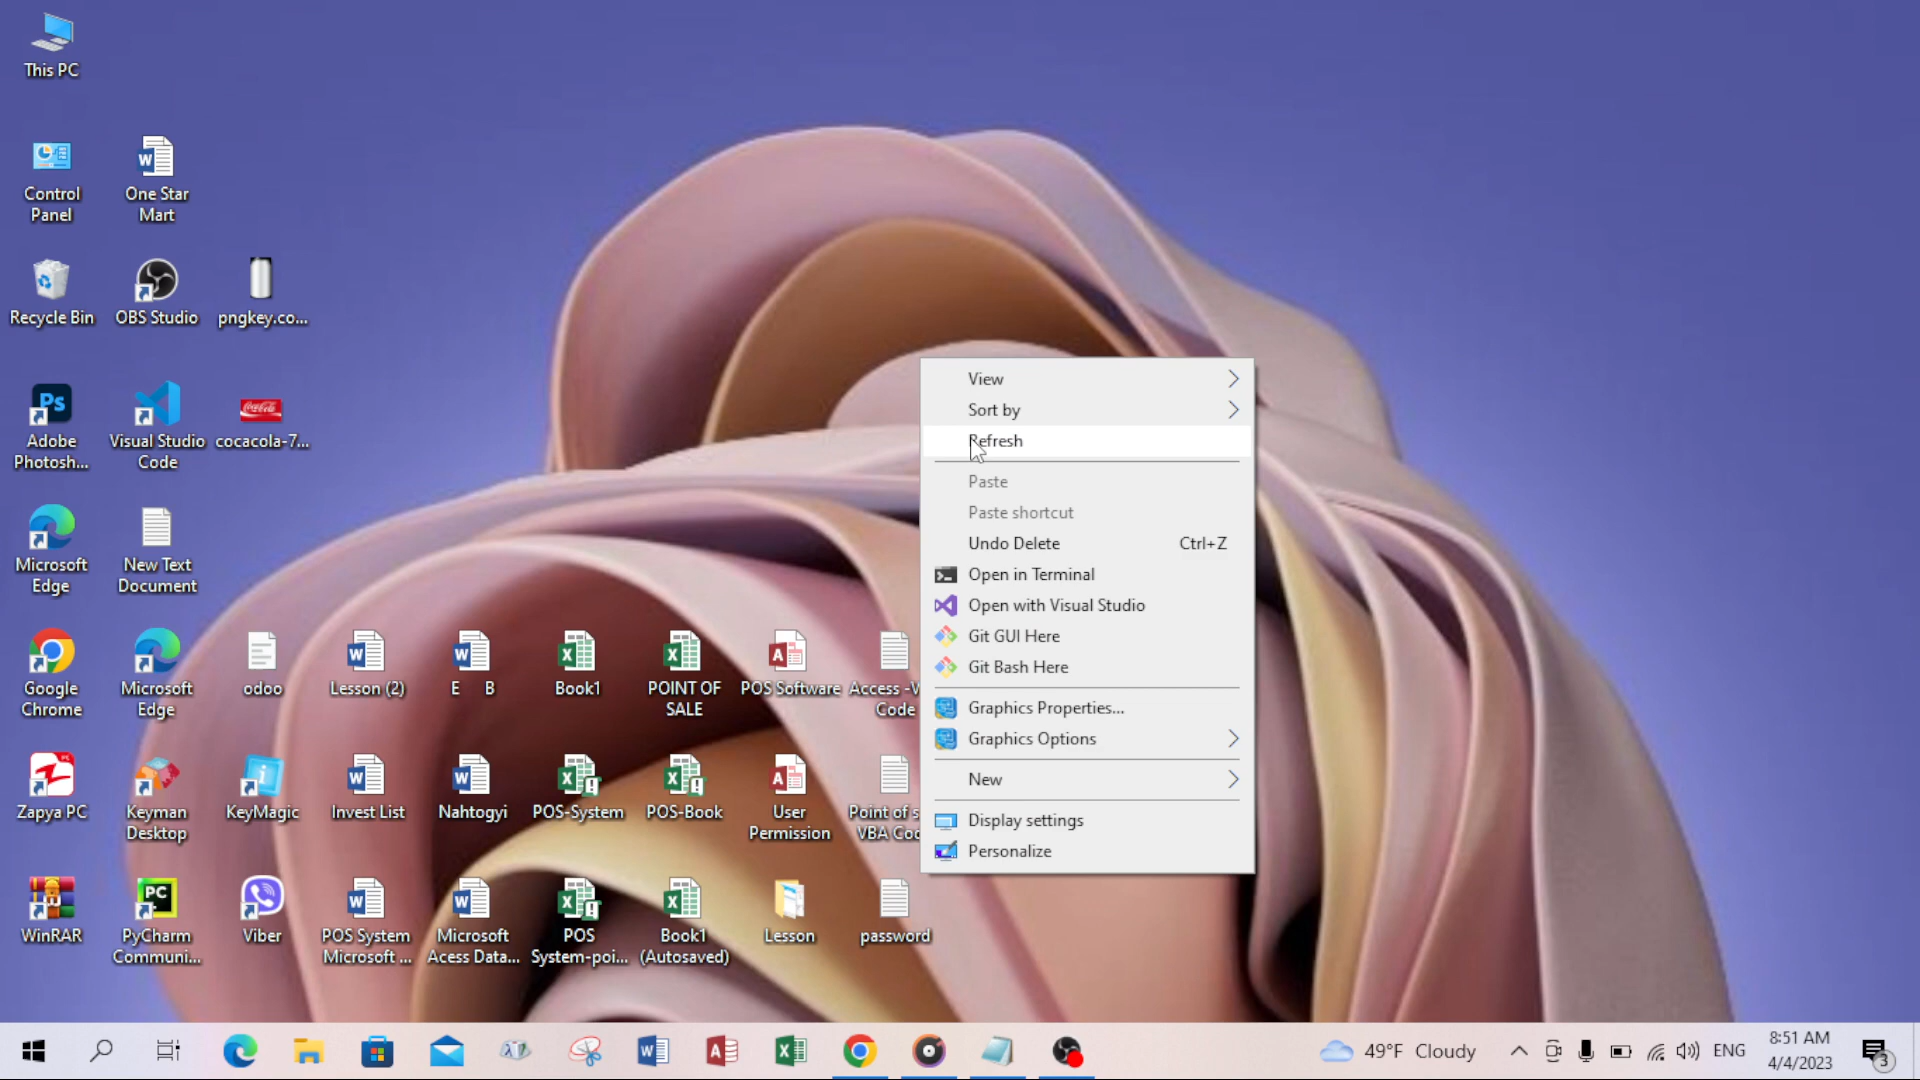 This PC
Control
Panel
One Star
Mart
Recycle Bin
OBS Studio
pngkey.co...
Adobe
Photosh...
Visual Studio
Code
cocacola-7...
Microsoft
Edge
New Text
Document
Google
Chrome
Microsoft
Edge
odoo
Lesson (2)
E B
Book1
POINT OF
SALE
POS Software
Access -V
Code
Zapya PC
Keyman
Desktop
KeyMagic
Invest List
Nahtogyi
POS-System
POS-Book
User
Permission
Point of s
VBA Cod
WinRAR
PyCharm
Communi...
Viber
POS System
Microsoft ...
Microsoft
Acess Data...
POS
System-poi...
Book1
(Autosaved)
Lesson
password
View
Sort by
Refresh
Paste
Paste shortcut
Undo Delete Ctrl+Z
Open in Terminal
Open with Visual Studio
Git GUI Here
Git Bash Here
Graphics Properties...
Graphics Options
New
Display settings
Personalize
49°F Cloudy
ENG
8:51 AM
4/4/2023
3